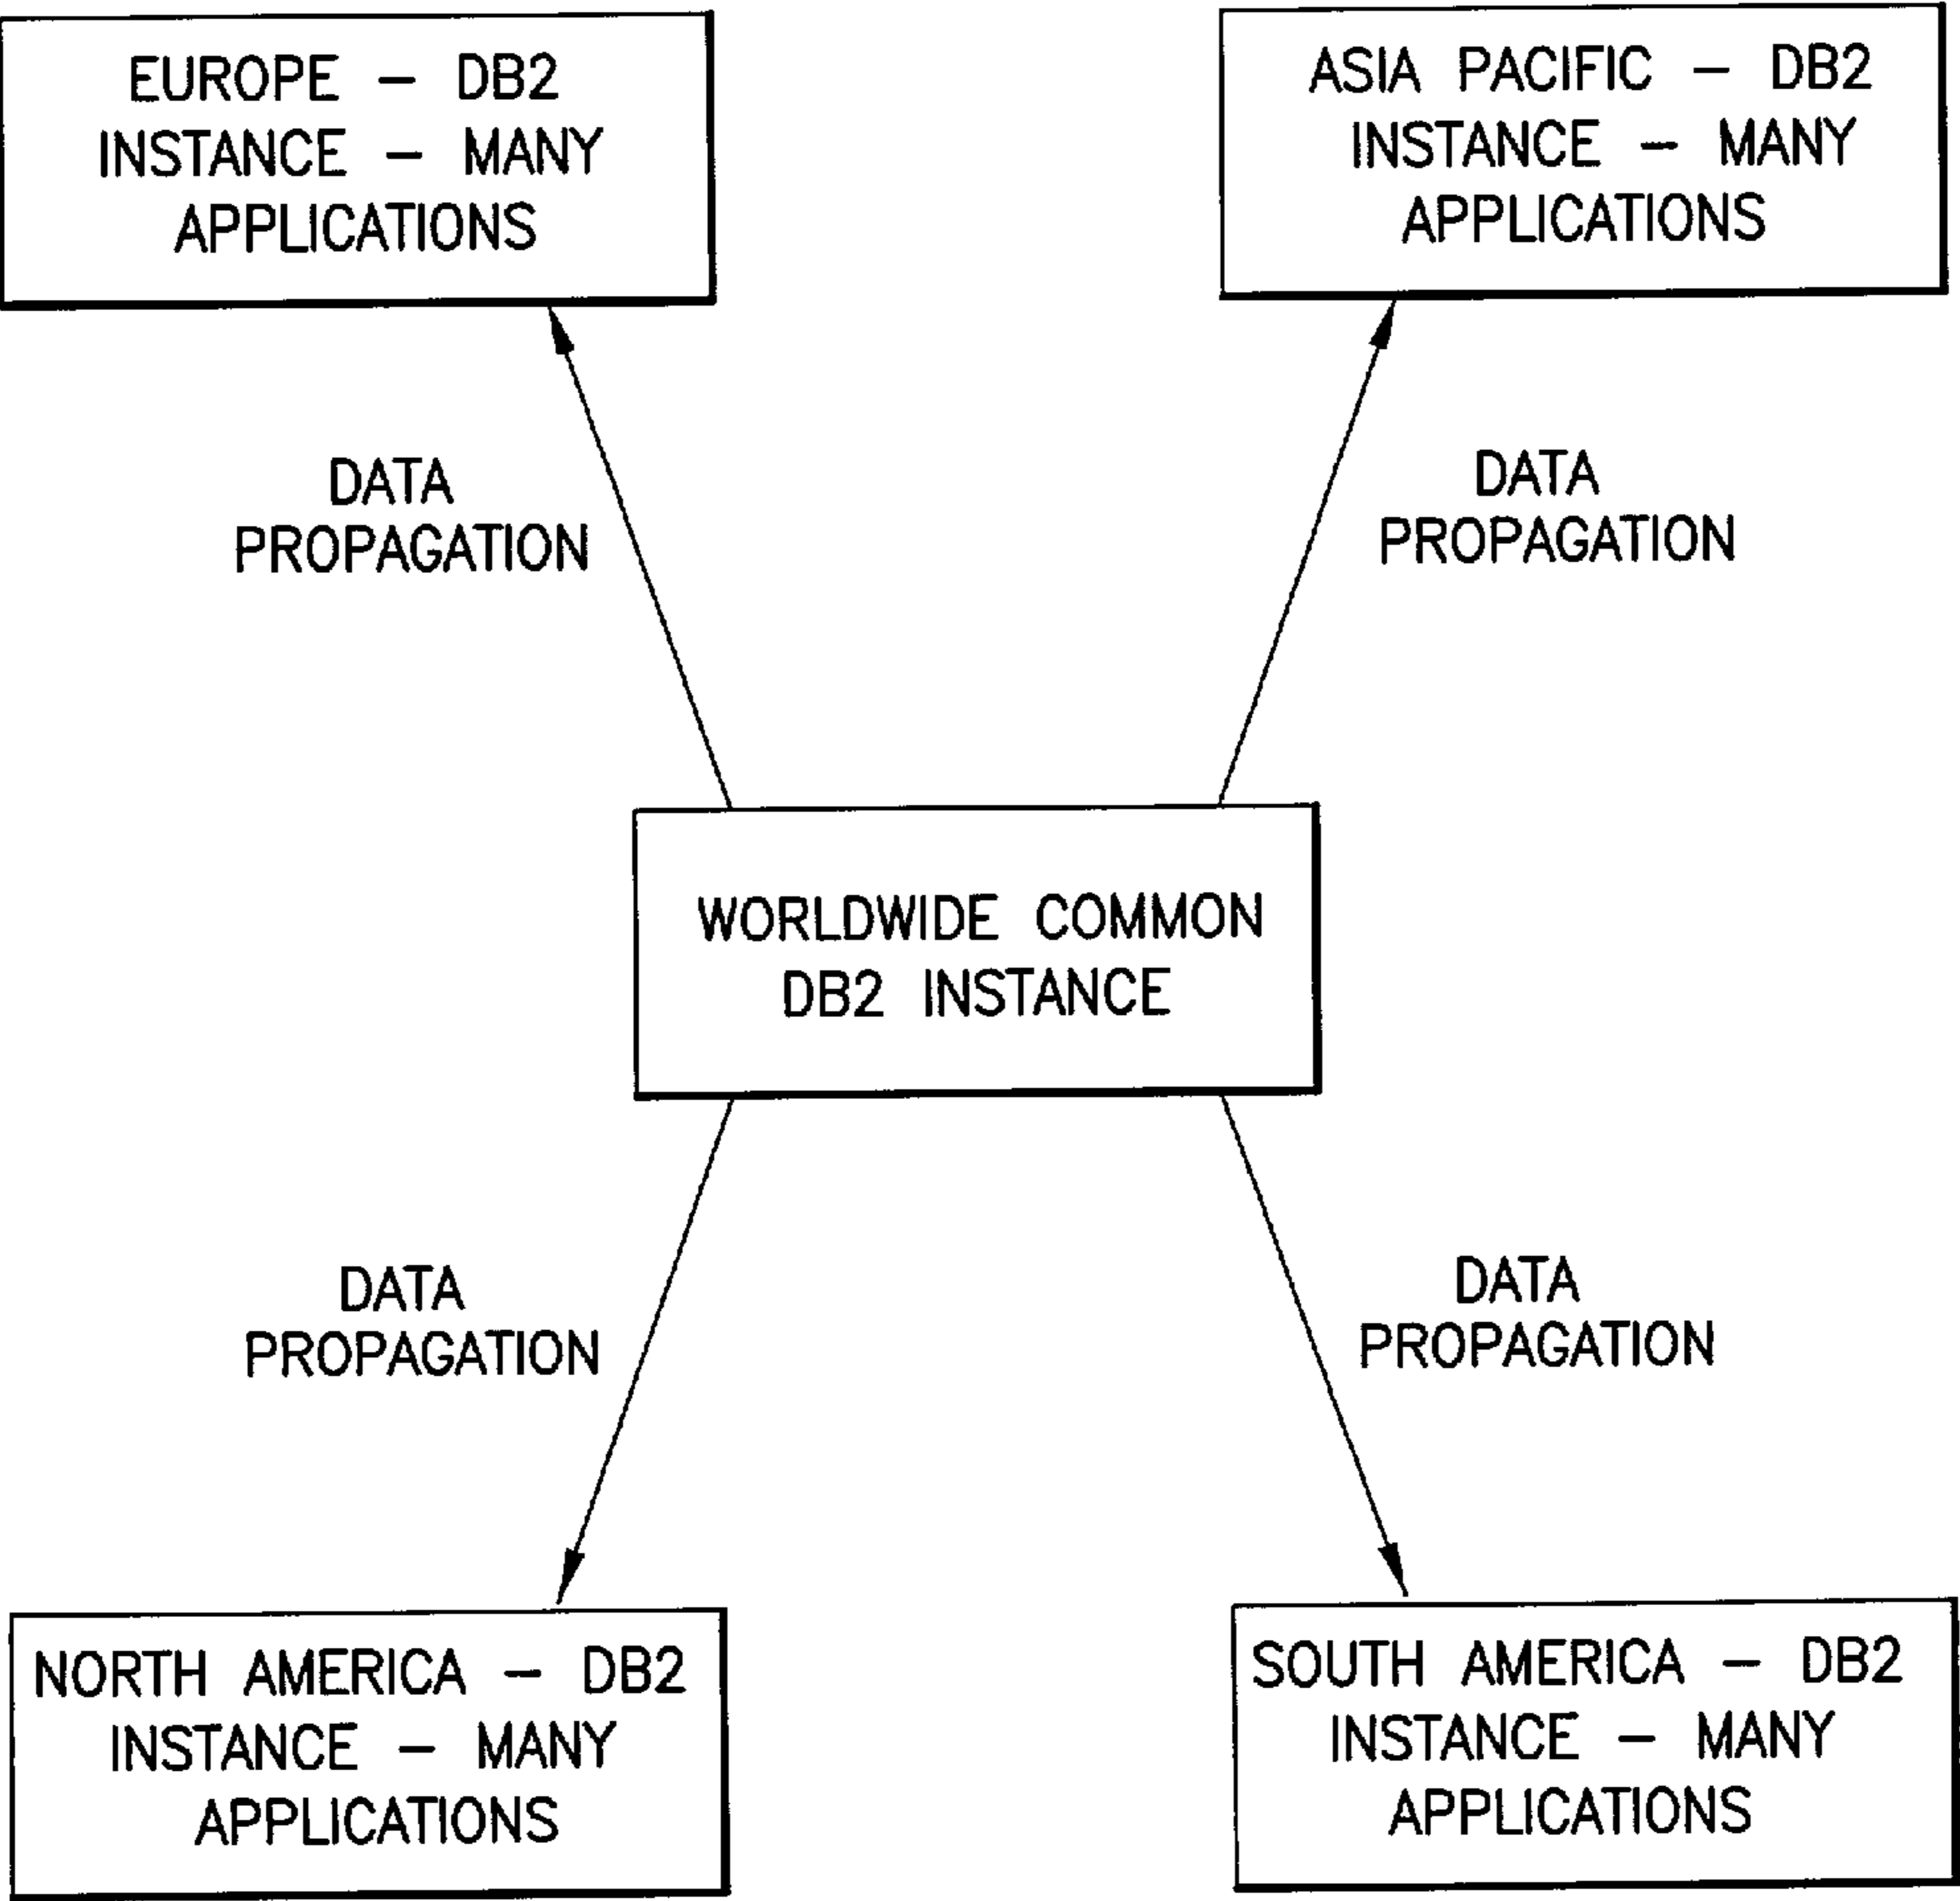 EUROPE – DB2
INSTANCE – MANY
APPLICATIONS
ASIA PACIFIC – DB2
INSTANCE – MANY
APPLICATIONS
DATA
PROPAGATION
DATA
PROPAGATION
WORLDWIDE COMMON
DB2 INSTANCE
DATA
PROPAGATION
DATA
PROPAGATION
NORTH AMERICA – DB2
INSTANCE – MANY
APPLICATIONS
SOUTH AMERICA – DB2
INSTANCE – MANY
APPLICATIONS